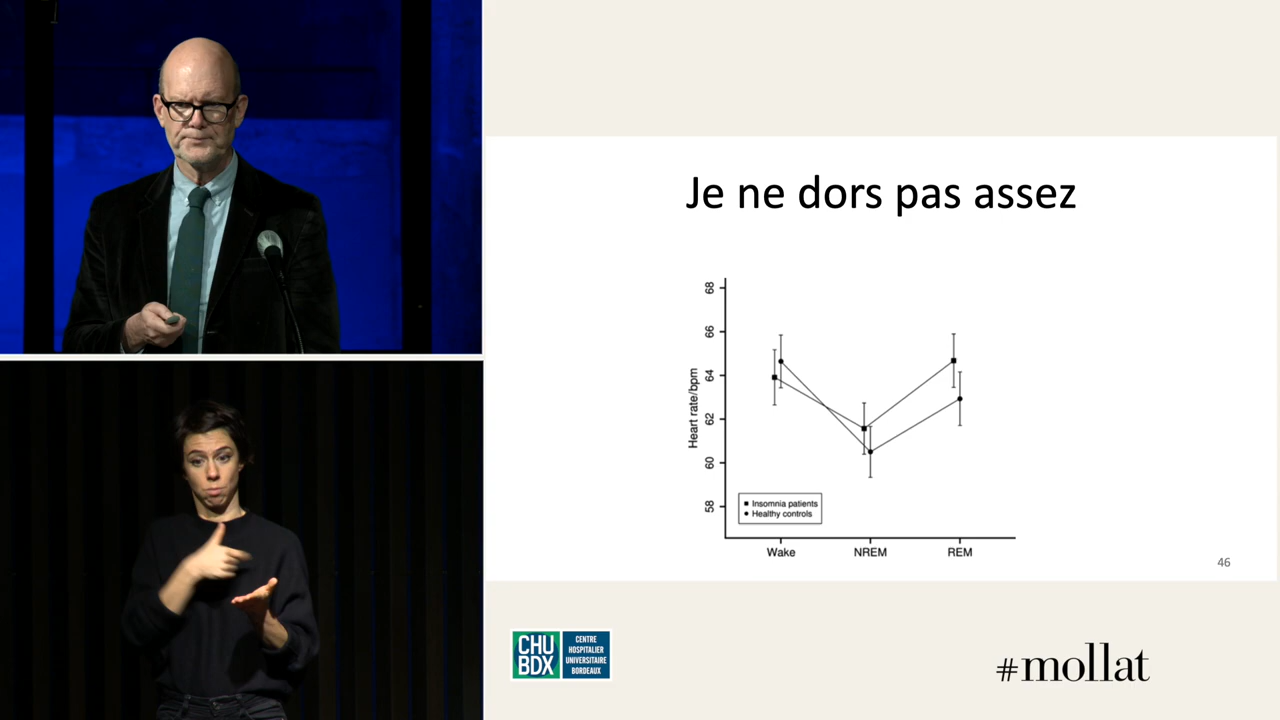 Je ne dors pas assez
68
66
64
62
60
58
Heart rate/bpm
Insomnia patients
Healthy controls
Wake
NREM
REM
46
CHU
BDX
CENTRE
HOSPITALIER
UNIVERSITAIRE
BORDEAUX
#mollat